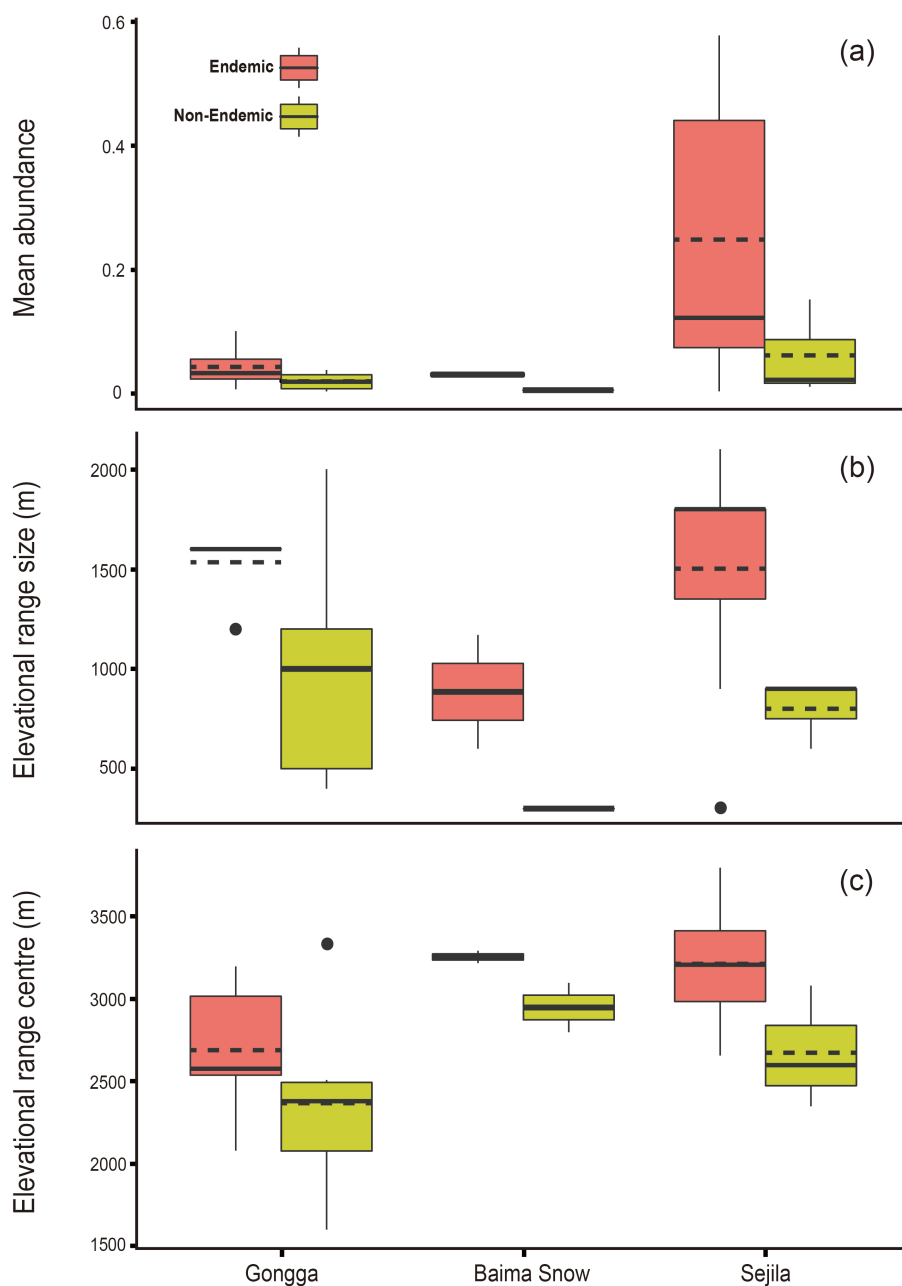 (a)
Endemic
Non-Endemic
Mean abundance
0.6
0.4
0.2
0
(b)
Elevational range size (m)
2000
1500
1000
500
(c)
Elevational range centre (m)
3500
3000
2500
2000
1500
Gongga
Baima Snow
Sejila